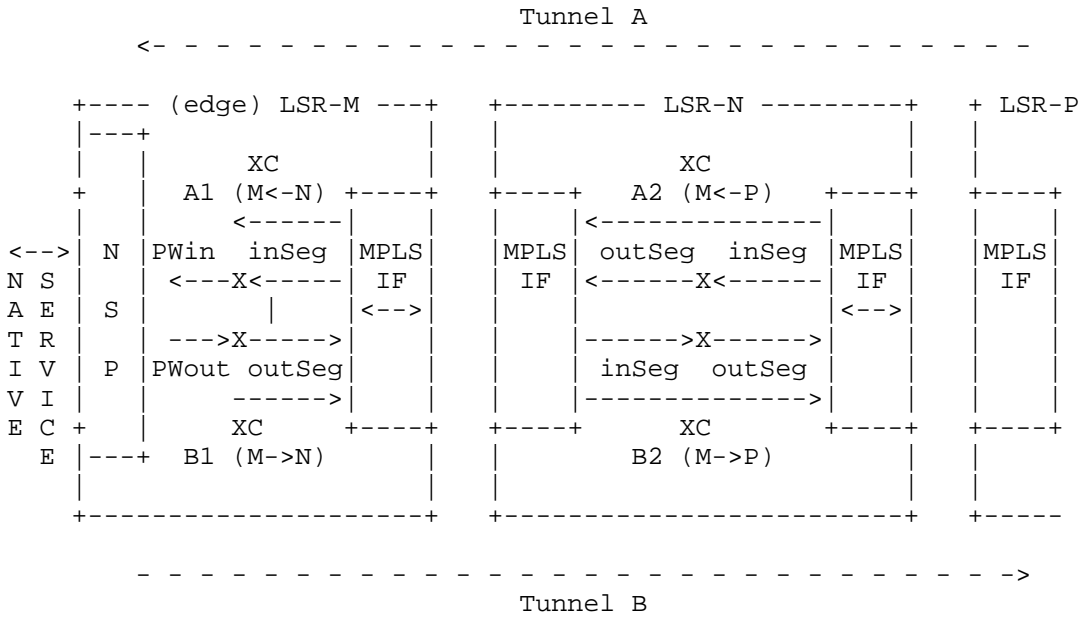 Tunnel A
        <- - - - - - - - - - - - - - - - - - - - - - - - - - - -

    +---- (edge) LSR-M ---+   +--------- LSR-N ---------+   + LSR-P
    |---+                 |   |                         |   |
    |   |      XC         |   |           XC            |   |
    +   |  A1 (M<-N) +----+   +----+   A2 (M<-P)   +----+   +----+
    |   |     <------|    |   |    |<--------------|    |   |    |
<-->| N |PWin  inSeg |MPLS|   |MPLS| outSeg  inSeg |MPLS|   |MPLS|
N S |   | <---X<-----| IF |   | IF |<------X<------| IF |   | IF |
A E | S |       |    |<-->|   |    |               |<-->|   |    |
T R |   | --->X----->|    |   |    |------>X------>|    |   |    |
I V | P |PWout outSeg|    |   |    | inSeg  outSeg |    |   |    |
V I |   |     ------>|    |   |    |-------------->|    |   |    |
E C +   |     XC     +----+   +----+      XC       +----+   +----+
  E |---+  B1 (M->N)      |   |        B2 (M->P)        |   |
    |                     |   |                         |   |
    +---------------------+   +-------------------------+   +-----

        - - - - - - - - - - - - - - - - - - - - - - - - - - - ->
                                Tunnel B